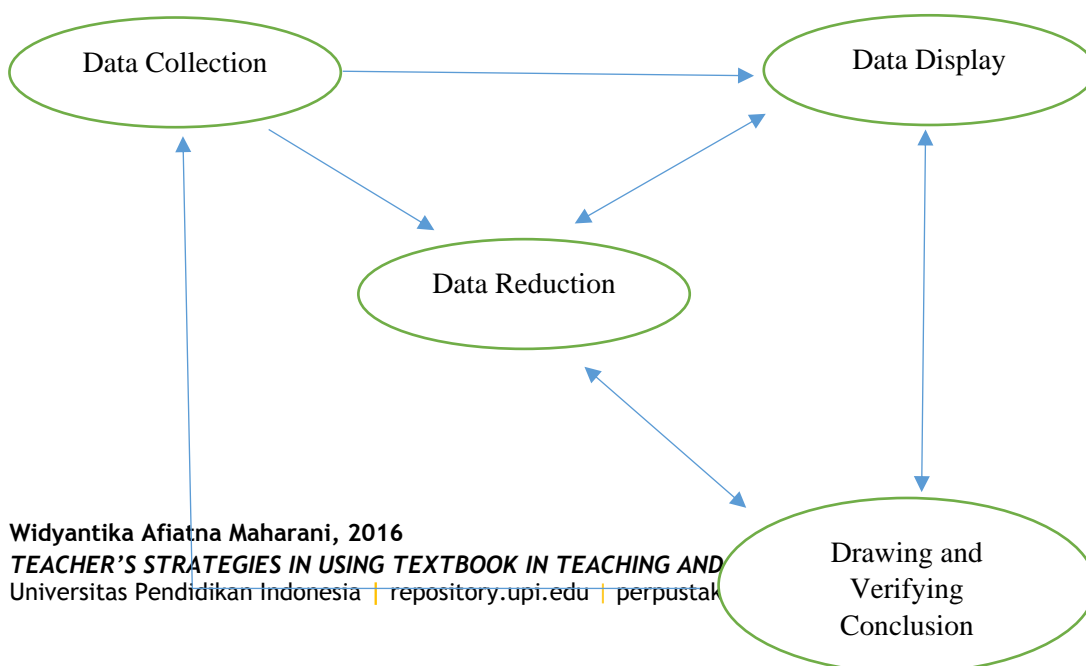 Data Collection
Data Display
Data Reduction
Widyantika Afiatna Maharani, 2016
TEACHER'S STRATEGIES IN USING TEXTBOOK IN TEACHING AND
Universitas Pendidikan Indonesia | repository.upi.edu | perpustak
Drawing and
Verifying
Conclusion